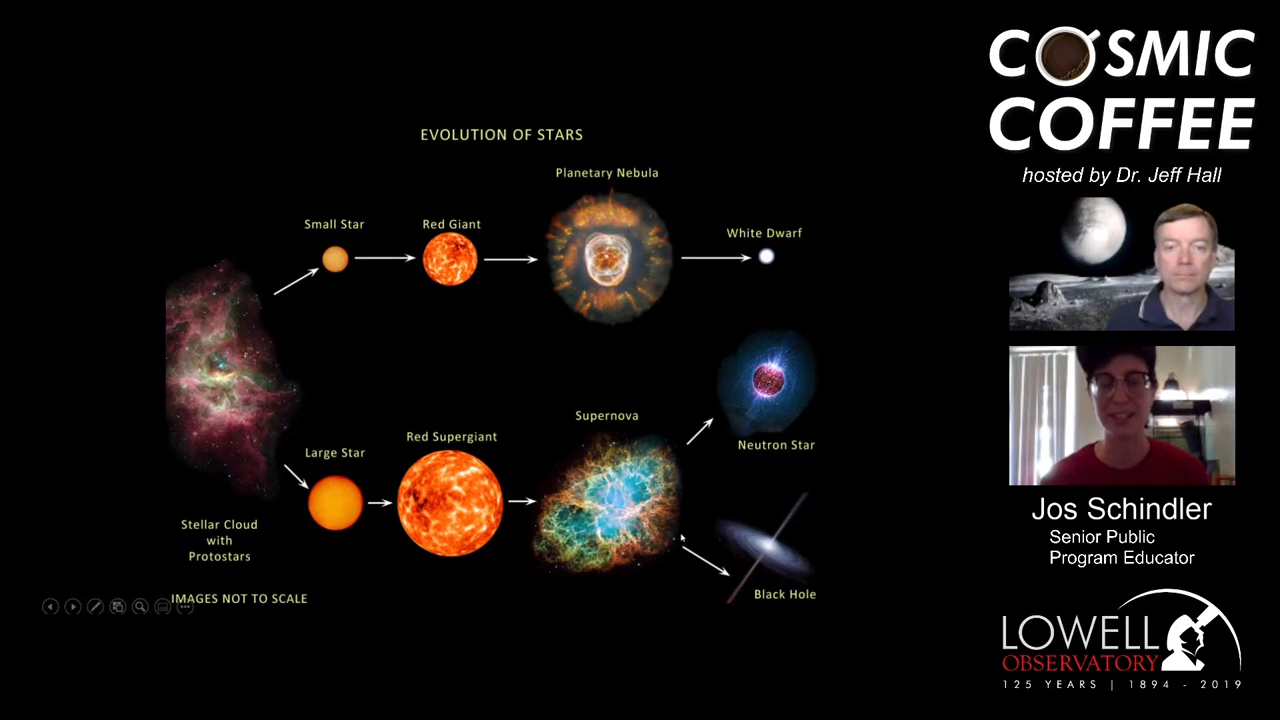 EVOLUTION OF STARS
Planetary Nebula
Small Star
Red Giant
White Dwarf
Supernova
Red Supergiant
Large Star
Neutron Star
Stellar Cloud
with
Protostars
Black Hole
IMAGES NOT TO SCALE
COSMIC
COFFEE
hosted by Dr. Jeff Hall
Jos Schindler
Senior Public
Program Educator
LOWELL
OBSERVATORY
125 YEARS | 1894 - 2019